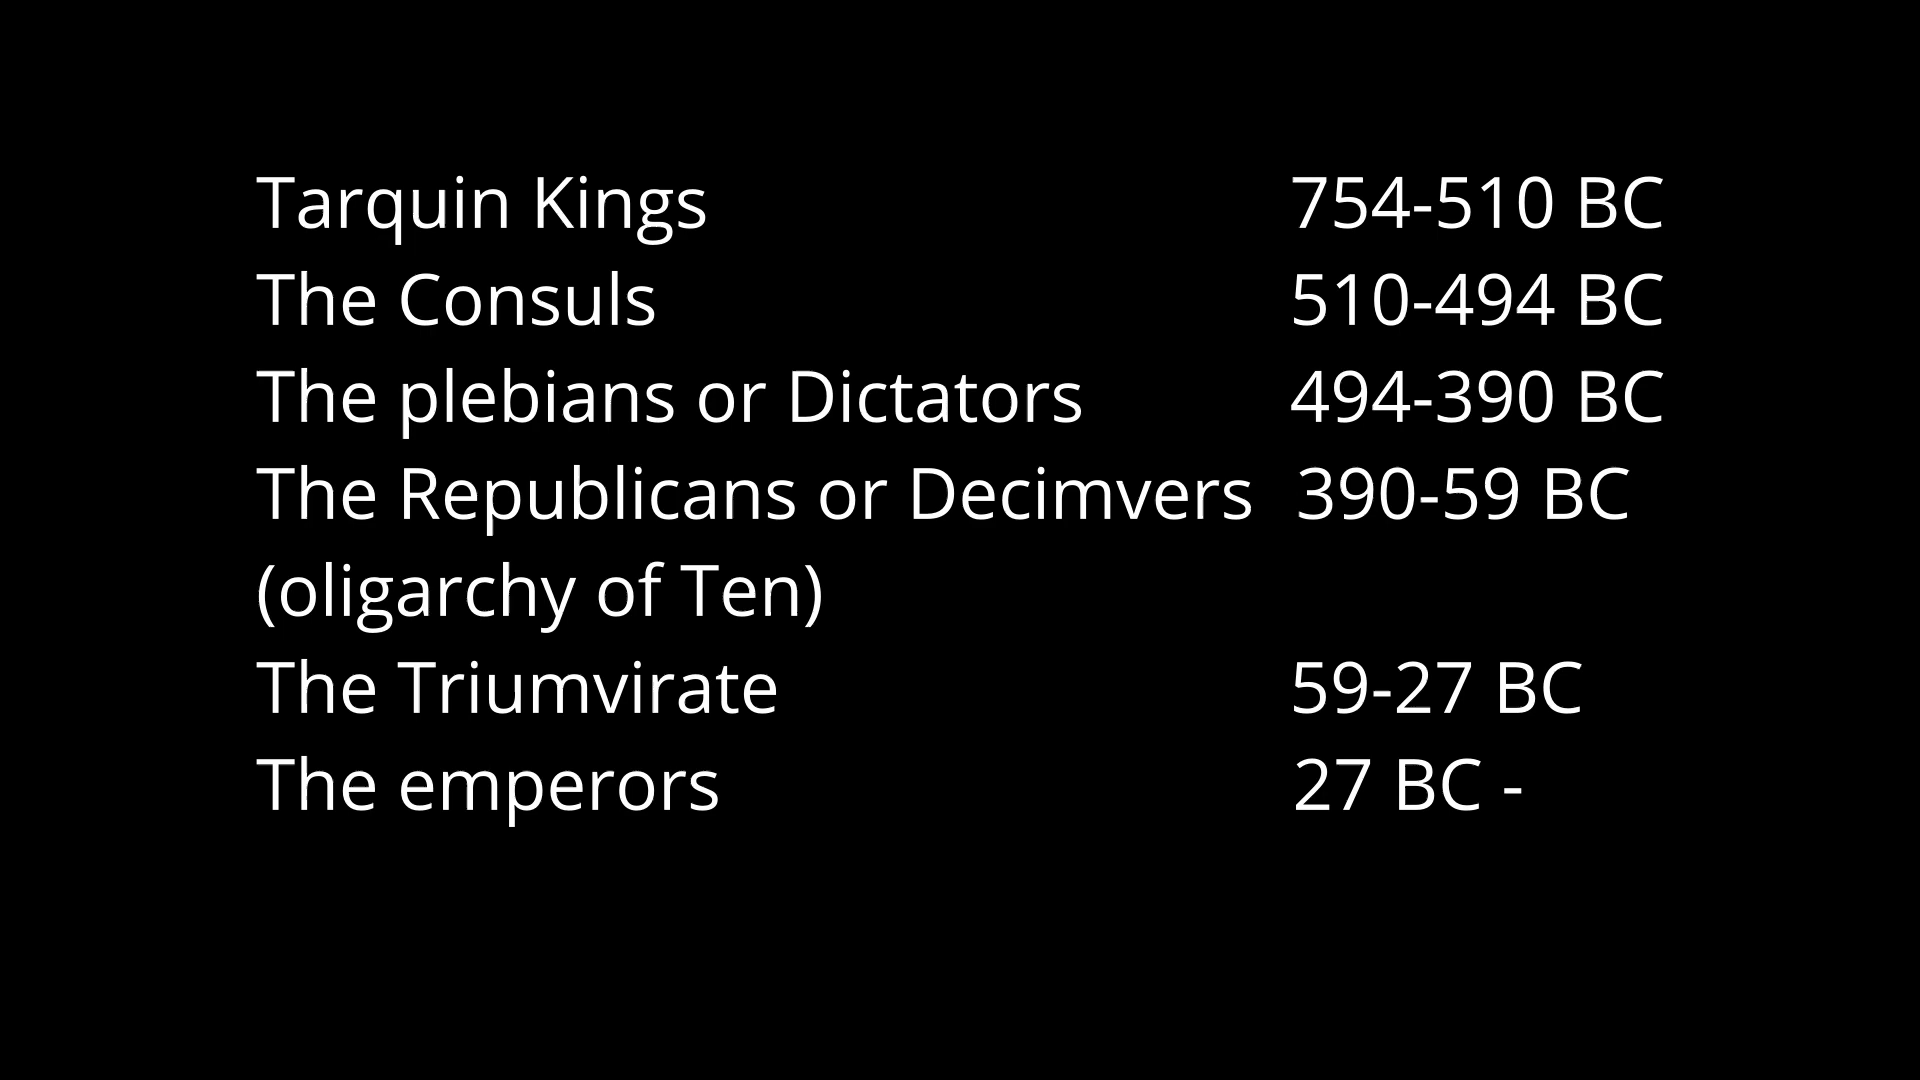 Tarquin Kings 754-510 BC
The Consuls 510-494 BC
The plebians or Dictators 494-390 BC
The Republicans or Decimvers 390-59 BC
(oligarchy of Ten)
The Triumvirate 59-27 BC
The emperors 27 BC -